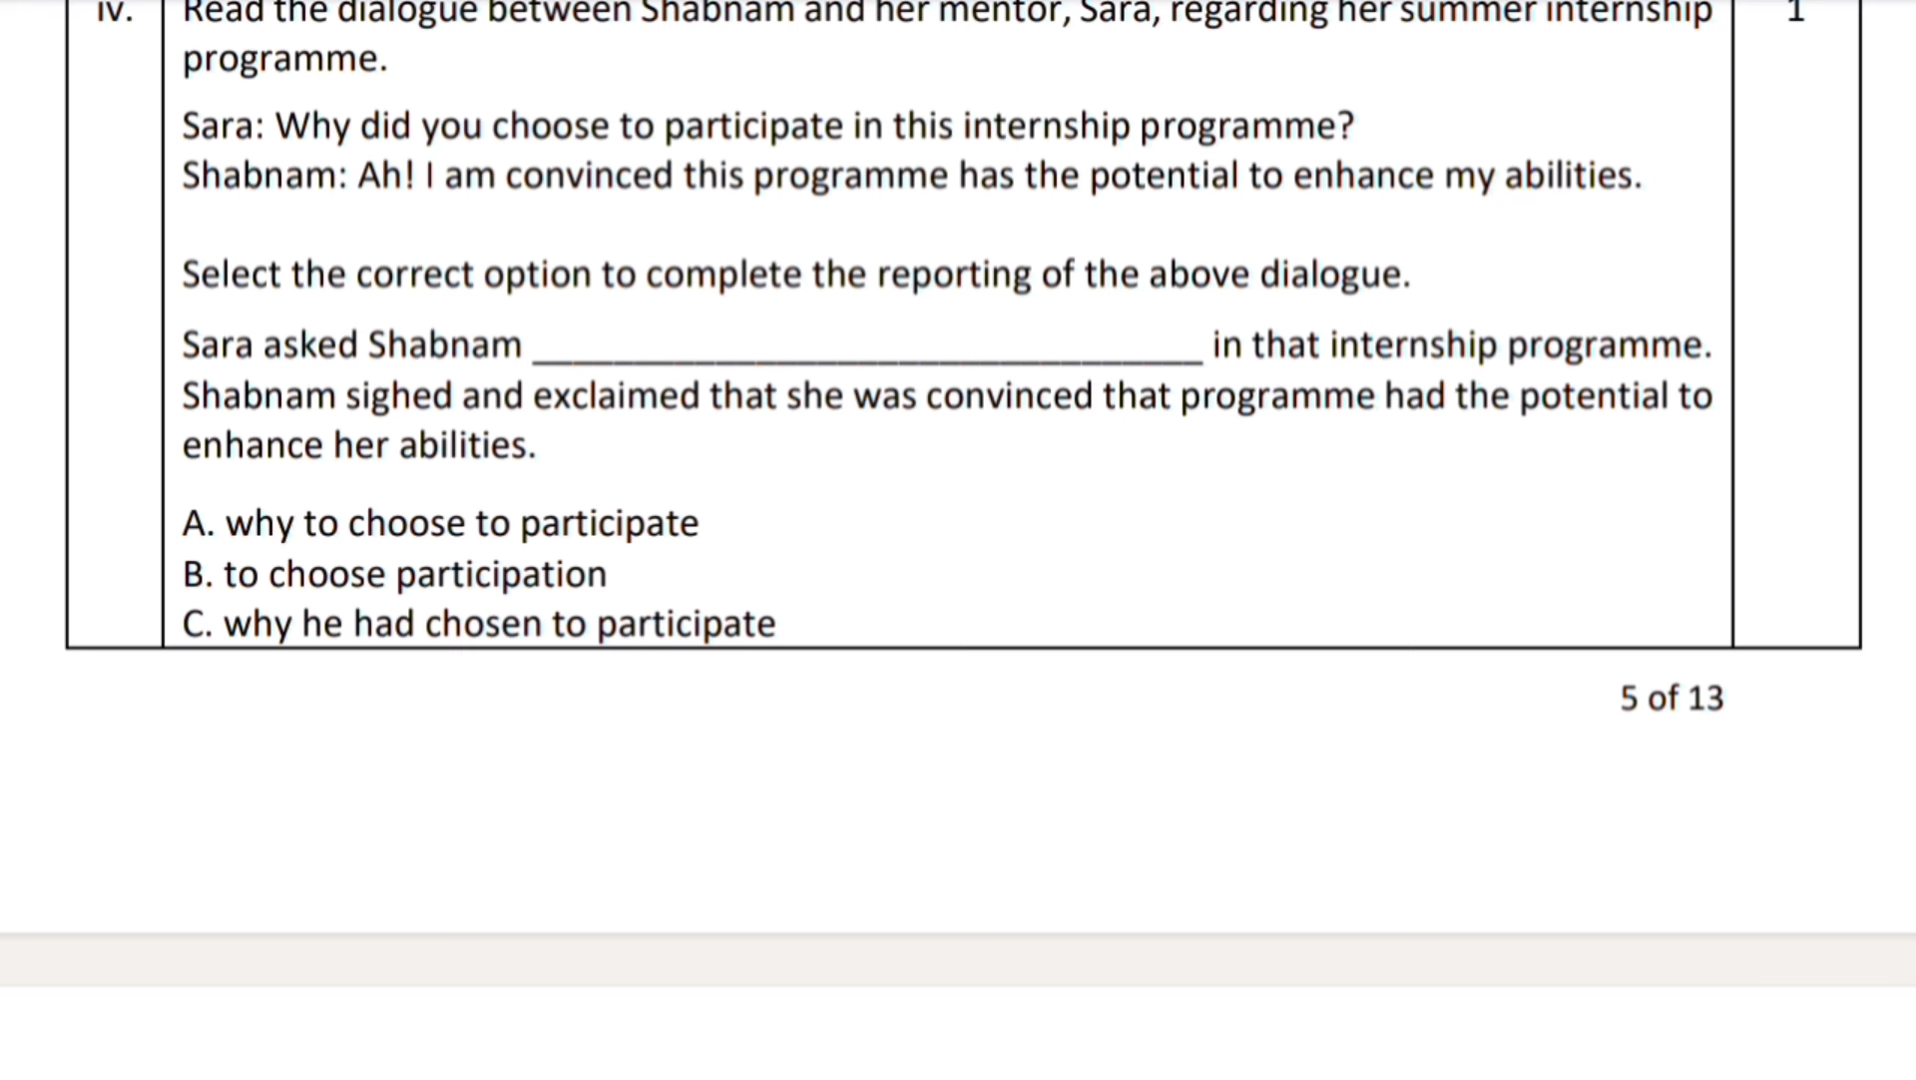 iv. Read the dialogue between Shabnam and her mentor, Sara, regarding her summer internship 1
programme.
Sara: Why did you choose to participate in this internship programme?
Shabnam: Ah! I am convinced this programme has the potential to enhance my abilities.
Select the correct option to complete the reporting of the above dialogue.
Sara asked Shabnam ______________________________ in that internship programme.
Shabnam sighed and exclaimed that she was convinced that programme had the potential to
enhance her abilities.
A. why to choose to participate
B. to choose participation
C. why he had chosen to participate
5 of 13